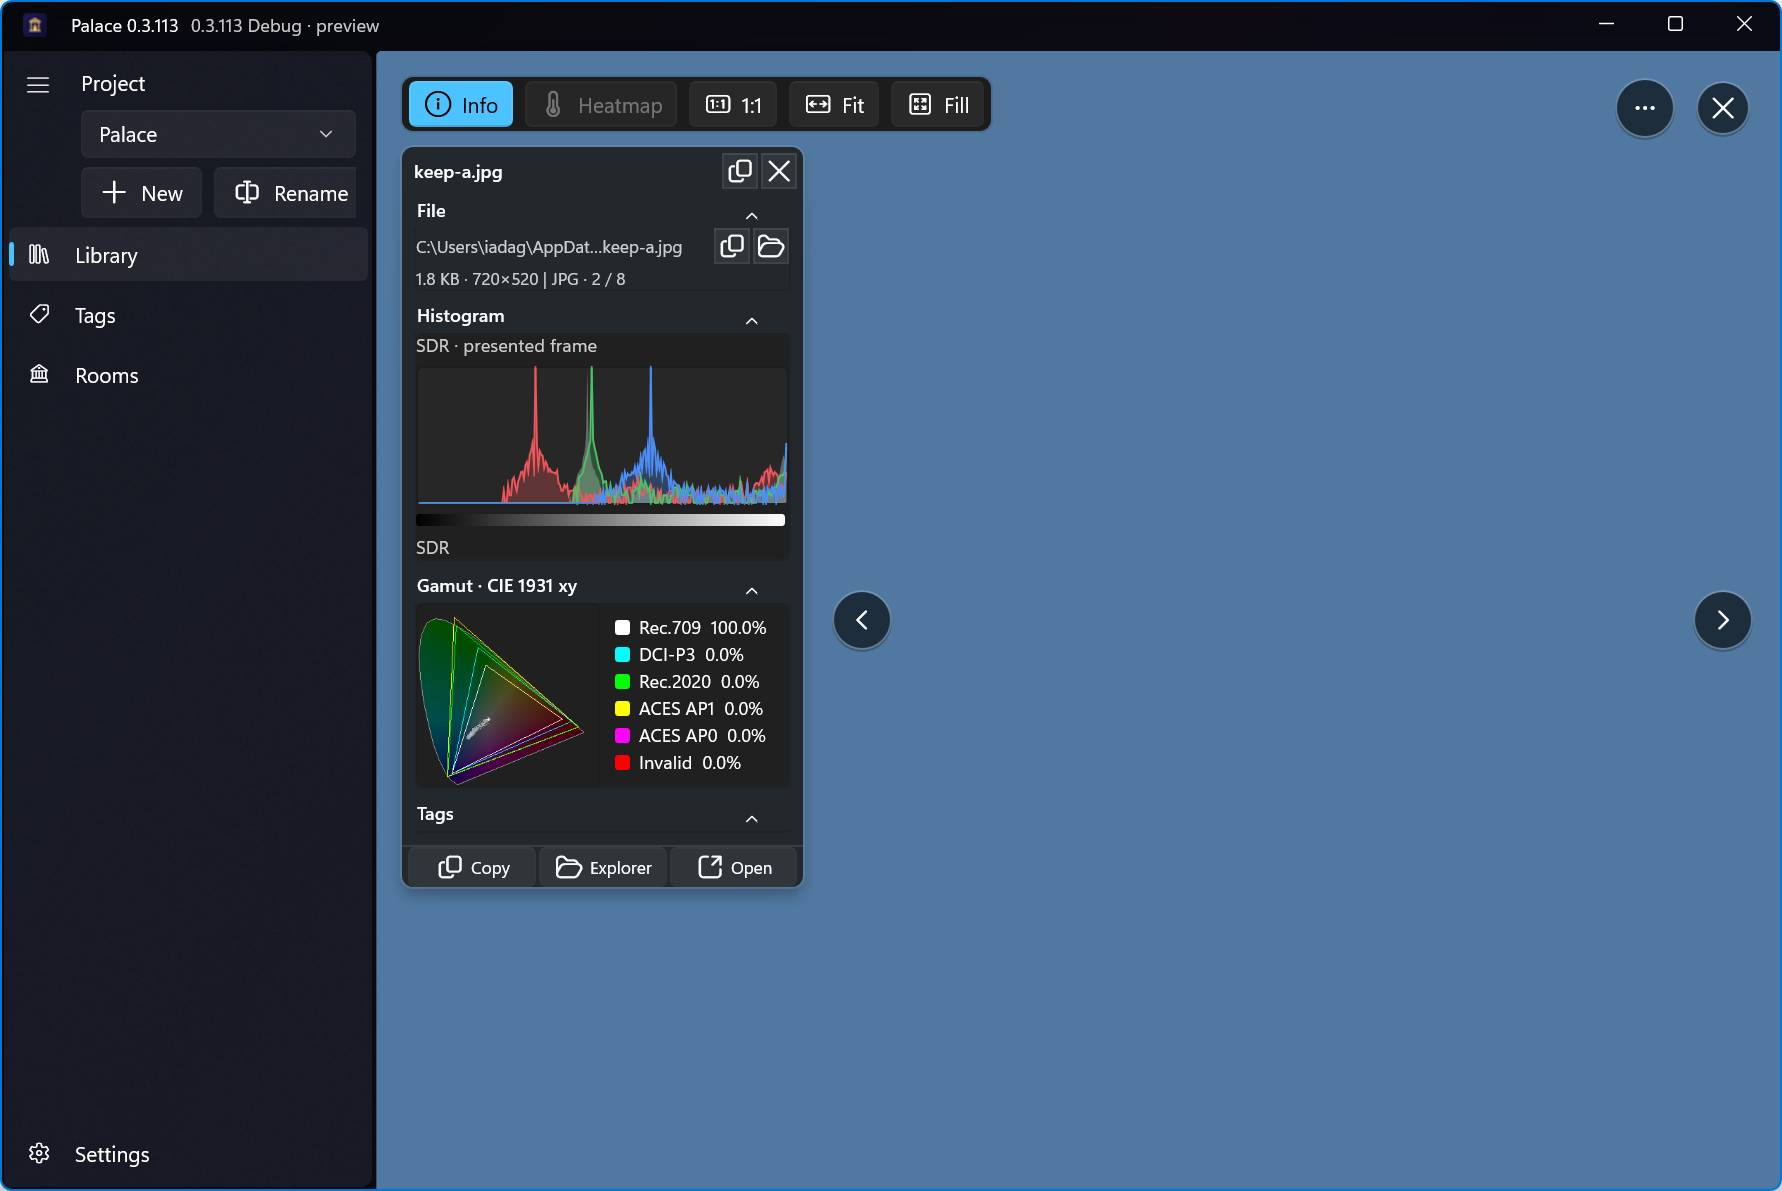 Palace 0.3.113 0.3.113 Debug · preview
Project
Palace
New
Rename
Library
Tags
Rooms
Settings
Info
Heatmap
1:1 1:1
Fit
Fill
keep-a.jpg
File
C:\Users\iadag\AppDat...keep-a.jpg
1.8 KB · 720×520 | JPG · 2 / 8
Histogram
SDR · presented frame
SDR
Gamut · CIE 1931 xy
Rec.709 100.0%
DCI-P3 0.0%
Rec.2020 0.0%
ACES AP1 0.0%
ACES AP0 0.0%
Invalid 0.0%
Tags
Copy
Explorer
Open